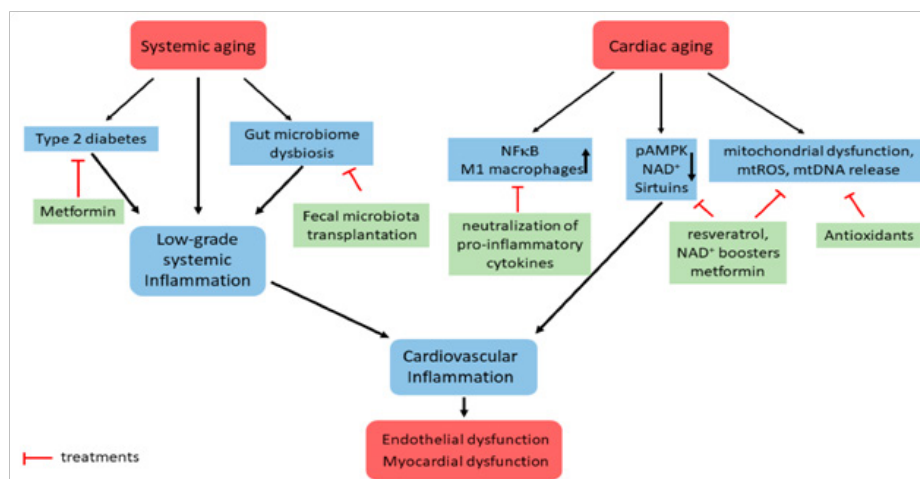 Systemic aging
Cardiac aging
Type 2 diabetes
Gut microbiome
dysbiosis
NFκB
M1 macrophages
pAMPK
NAD⁺
Sirtuins
mitochondrial dysfunction,
mtROS, mtDNA release
Metformin
Fecal microbiota
transplantation
neutralization of
pro-inflammatory
cytokines
resveratrol,
NAD⁺ boosters
metformin
Antioxidants
Low-grade
systemic
Inflammation
Cardiovascular
Inflammation
Endothelial dysfunction
Myocardial dysfunction
treatments